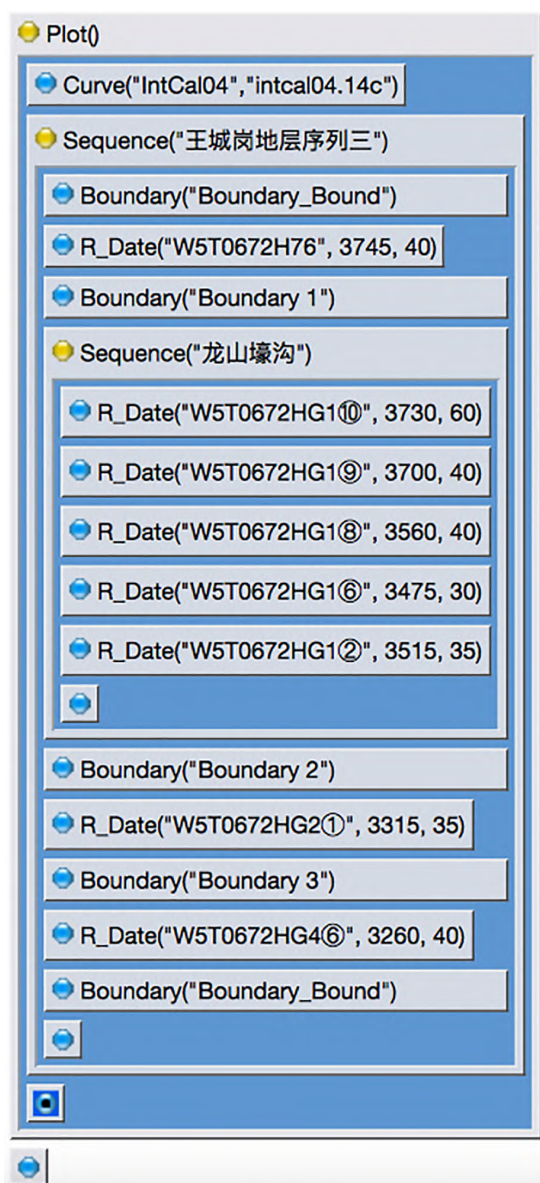 Plot()
Curve("IntCal04","intcal04.14c")
Sequence("王城岗地层序列三")
Boundary("Boundary_Bound")
R_Date("W5T0672H76", 3745, 40)
Boundary("Boundary 1")
Sequence("龙山壕沟")
R_Date("W5T0672HG1⑩", 3730, 60)
R_Date("W5T0672HG1⑨", 3700, 40)
R_Date("W5T0672HG1⑧", 3560, 40)
R_Date("W5T0672HG1⑥", 3475, 30)
R_Date("W5T0672HG1②", 3515, 35)
Boundary("Boundary 2")
R_Date("W5T0672HG2①", 3315, 35)
Boundary("Boundary 3")
R_Date("W5T0672HG4⑥", 3260, 40)
Boundary("Boundary_Bound")